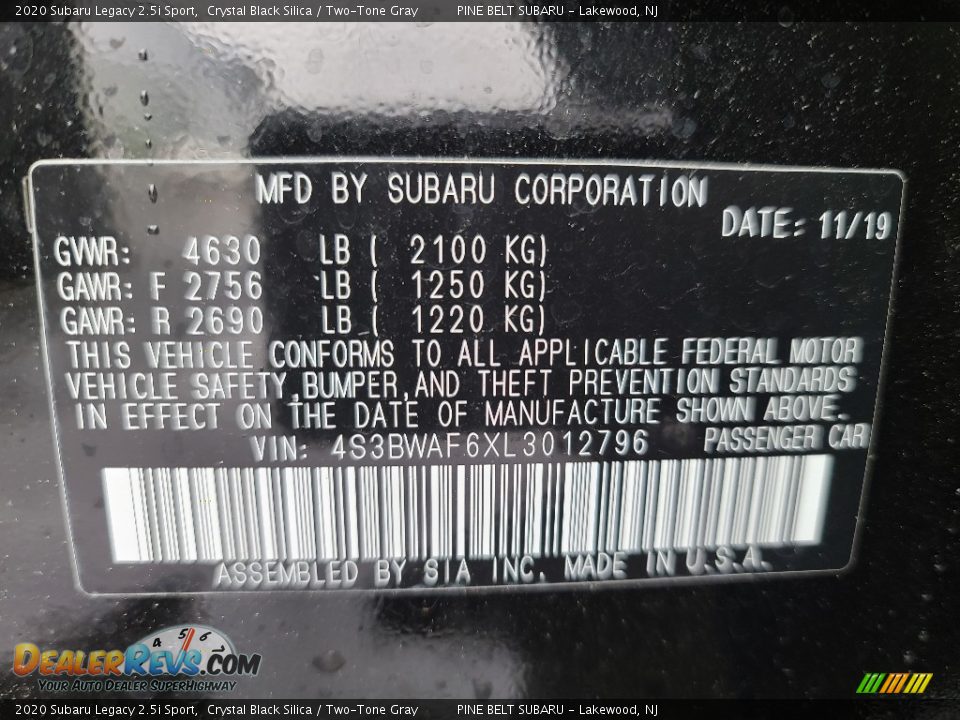 2020 Subaru Legacy 2.5i Sport, Crystal Black Silica / Two-Tone Gray PINE BELT SUBARU - Lakewood, NJ
MFD BY SUBARU CORPORATION
DATE: 11/19
GWWR: 4630 LB ( 2100 KG)
GAWR: F 2756 LB ( 1250 KG)
GAWR: R 2690 LB ( 1220 KG)
THIS VEHICLE CONFORMS TO ALL APPLICABLE FEDERAL MOTOR
VEHICLE SAFETY,BUMPER,AND THEFT PREVENTION STANDARDS
IN EFFECT ON THE DATE OF MANUFACTURE SHOWN ABOVE.
VIN: 4S3BWAF6XL3012796 PASSENGER CAR
ASSEMBLED BY SIA INC. MADE IN U.S.A.
4 5 6
DEALERREVS.COM
YOUR AUTO DEALER SUPERHIGHWAY
2020 Subaru Legacy 2.5i Sport, Crystal Black Silica / Two-Tone Gray PINE BELT SUBARU - Lakewood, NJ